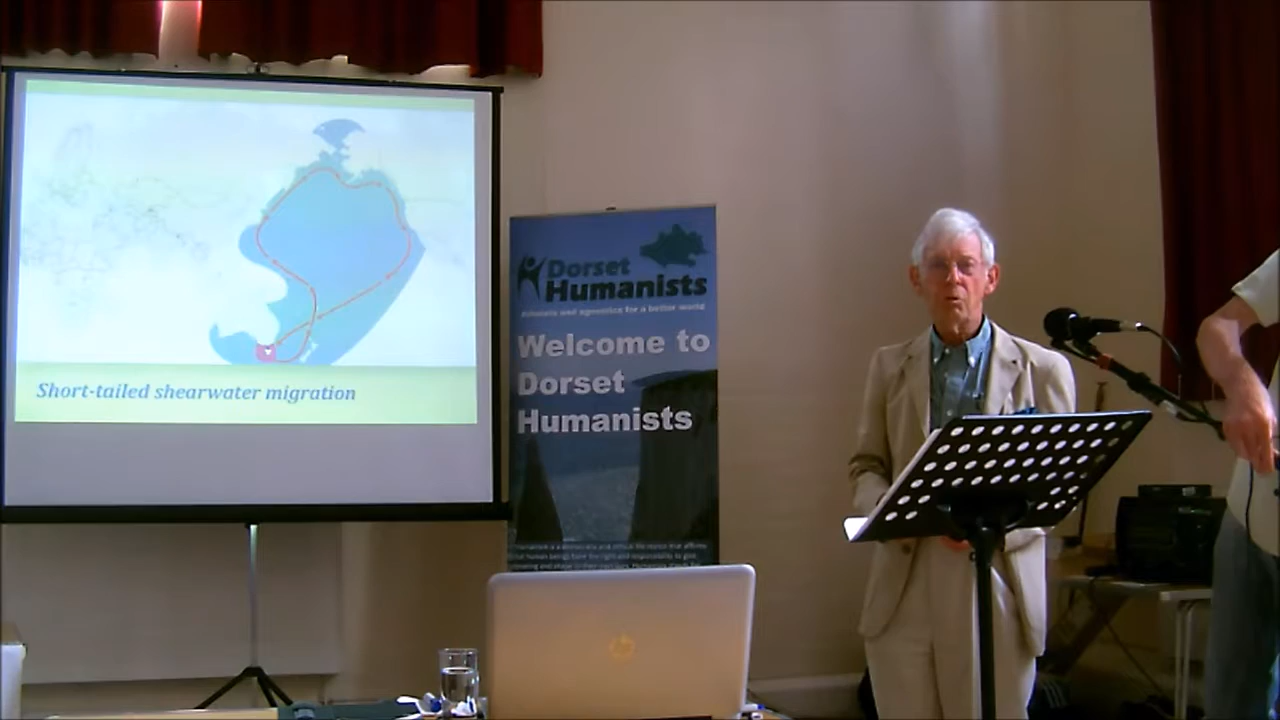 Short-tailed shearwater migration
Dorset
Humanists
Atheists and agnostics for a better world
Welcome to
Dorset
Humanists